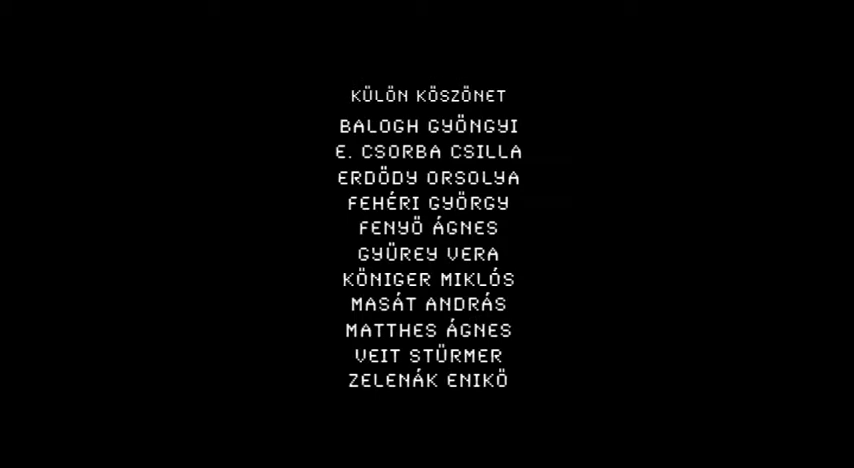 KÜLÖN KÖSZÖNET
BALOGH GYÖNGYI
E. CSORBA CSILLA
ERDÖDY ORSOLYA
FEHÉRI GYÖRGY
FENYÖ ÁGNES
GYÜREY VERA
KÖNIGER MIKLÓS
MASÁT ANDRÁS
MATTHES ÁGNES
VEIT STÜRMER
ZELENÁK ENIKÖ